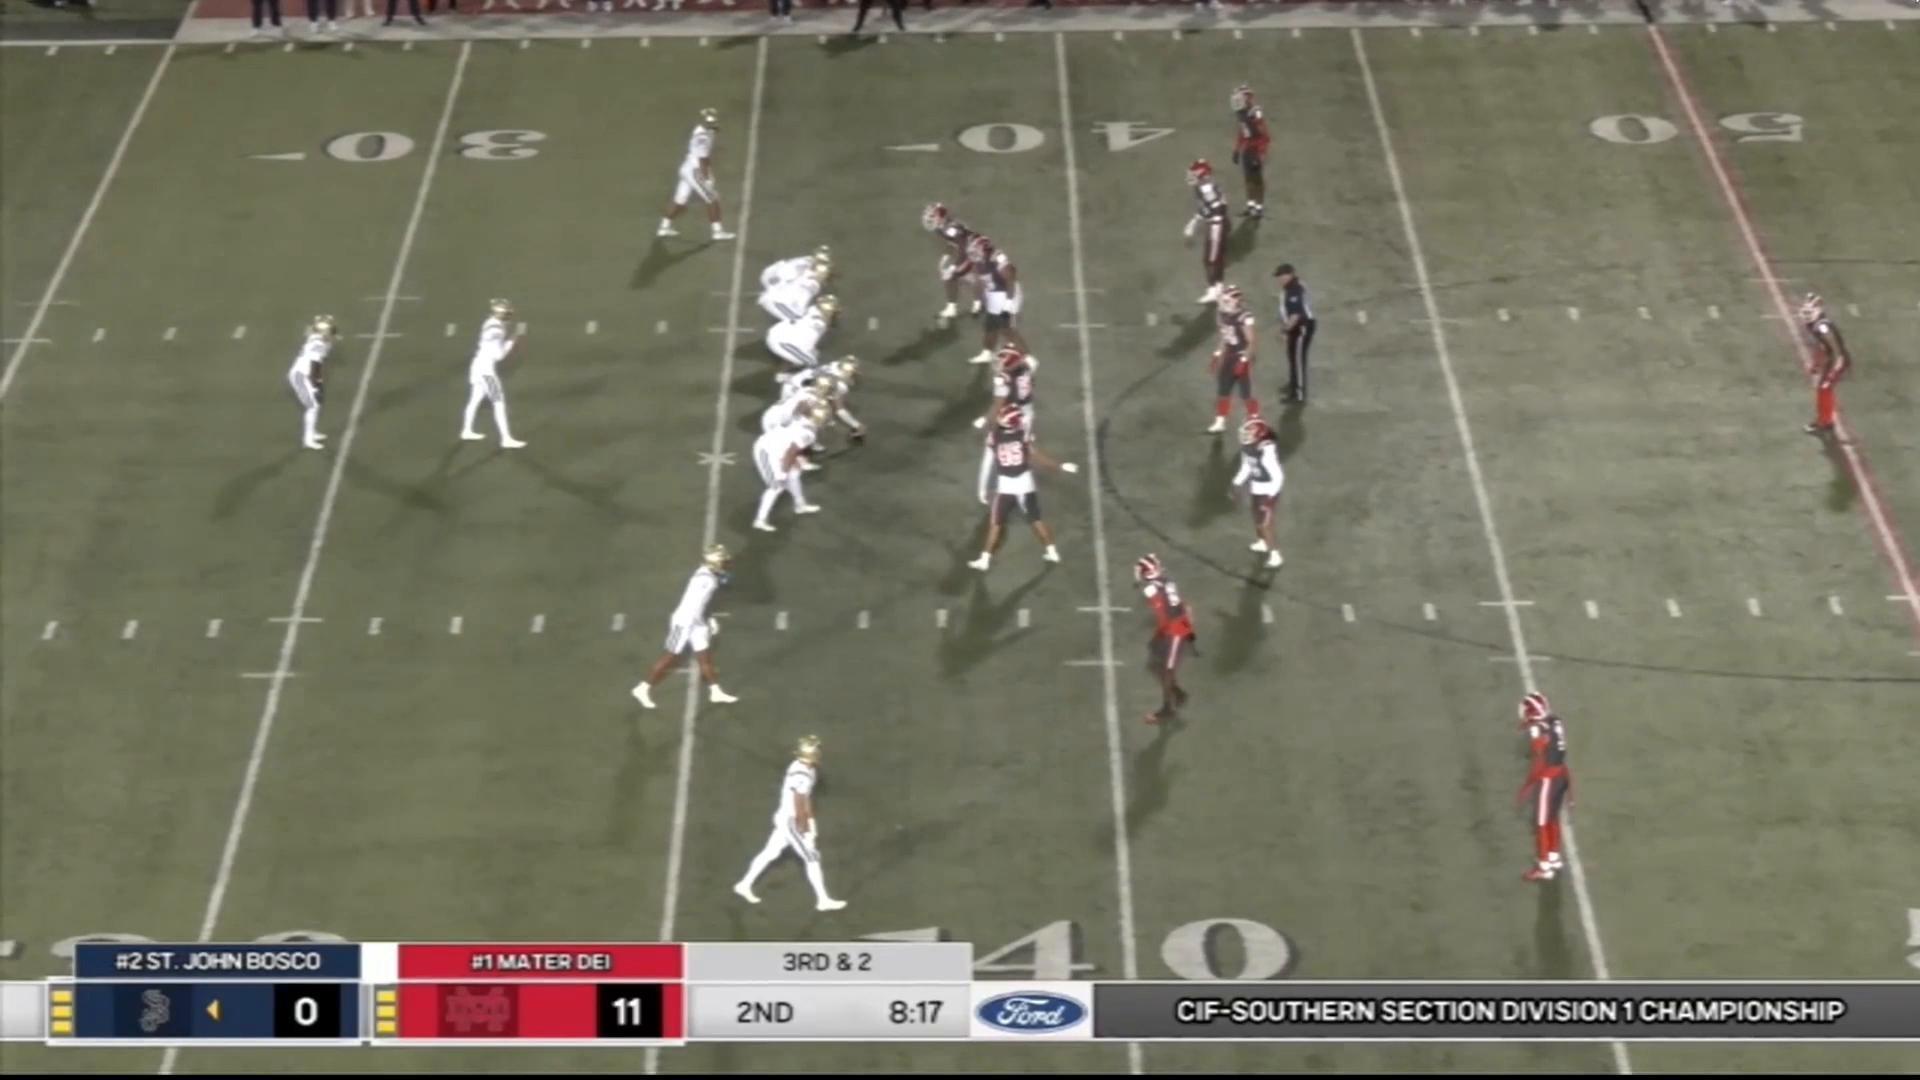 30
40
50
95
40
#2 ST. JOHN BOSCO
#1 MATER DEI
3RD & 2
0
11
2ND
8:17
Ford
CIF-SOUTHERN SECTION DIVISION 1 CHAMPIONSHIP